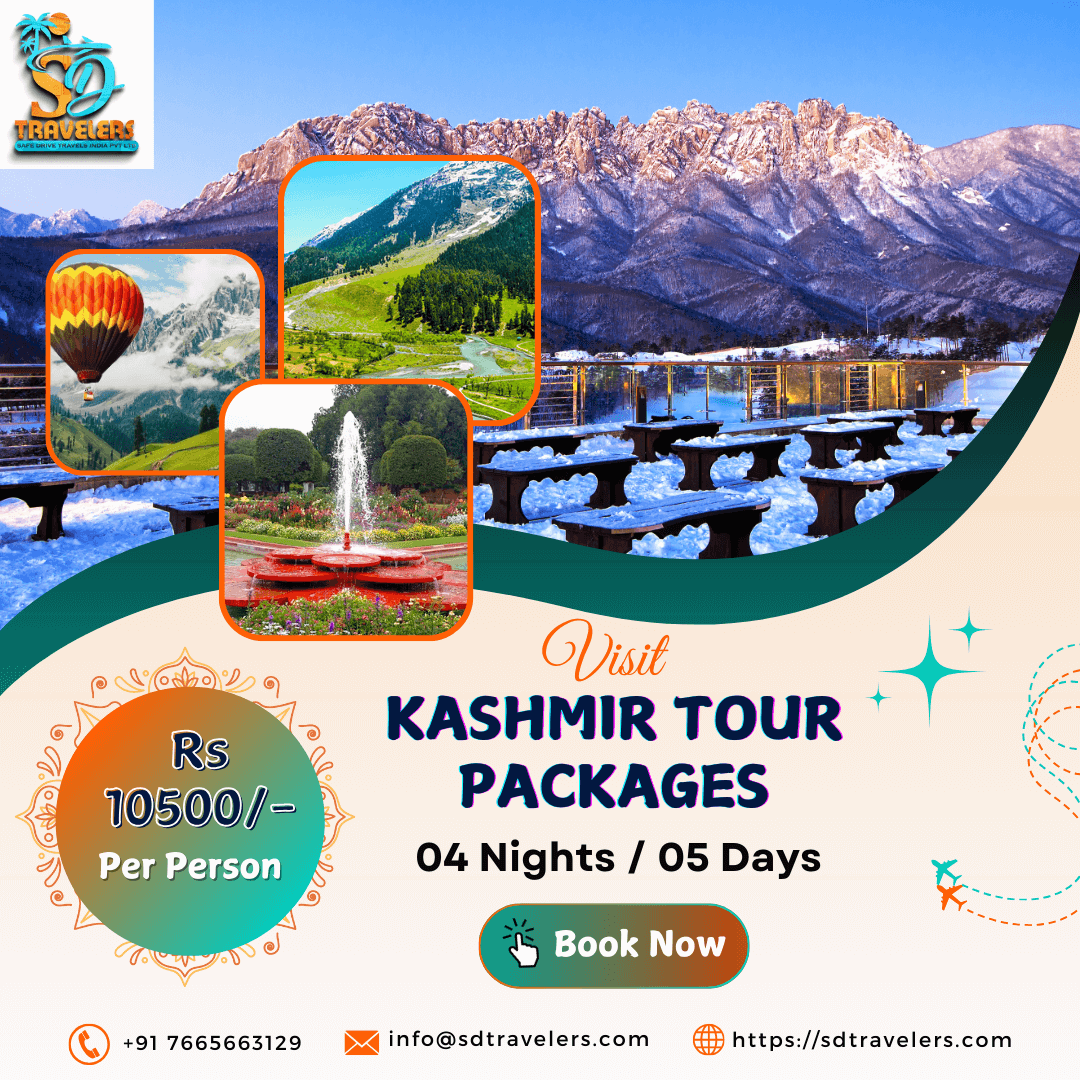 SD
TRAVELERS
SAFE DRIVE TRAVELS INDIA PVT LTD
Visit
KASHMIR TOUR
PACKAGES
04 Nights / 05 Days
Rs
10500/-
Per Person
Book Now
+91 7665663129
info@sdtravelers.com
https://sdtravelers.com